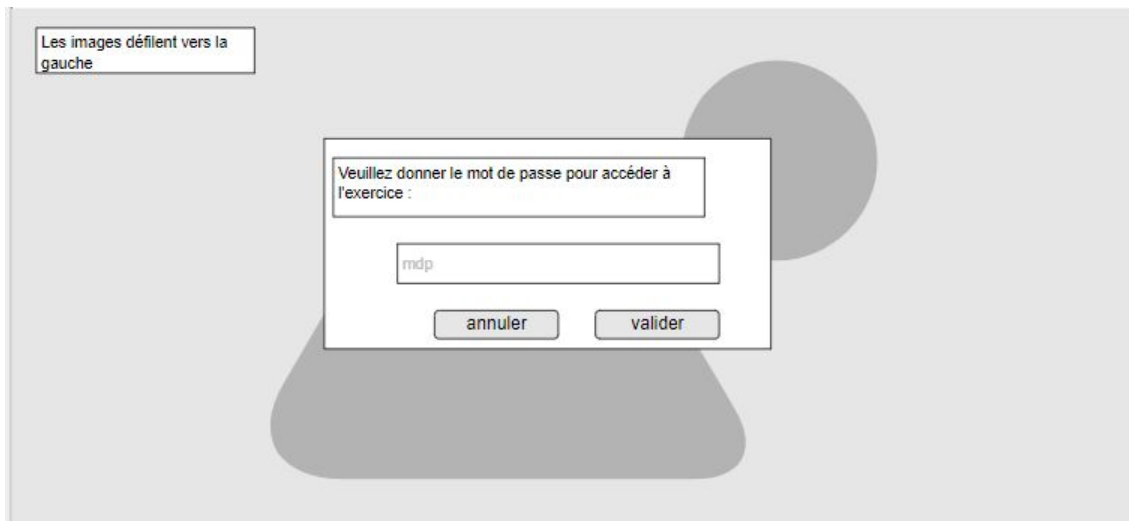 Les images défilent vers la
gauche
Veuillez donner le mot de passe pour accéder à
l'exercice :
mdp
annuler valider